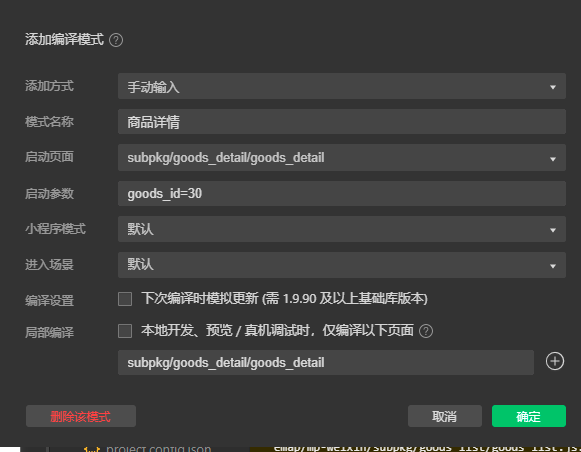 添加编译模式 ?
添加方式 手动输入
模式名称 商品详情
启动页面 subpkg/goods_detail/goods_detail
启动参数 goods_id=30
小程序模式 默认
进入场景 默认
编译设置 下次编译时模拟更新 (需 1.9.90 及以上基础库版本)
局部编译 本地开发、预览 / 真机调试时，仅编译以下页面 ?
subpkg/goods_detail/goods_detail
删除该模式 取消 确定